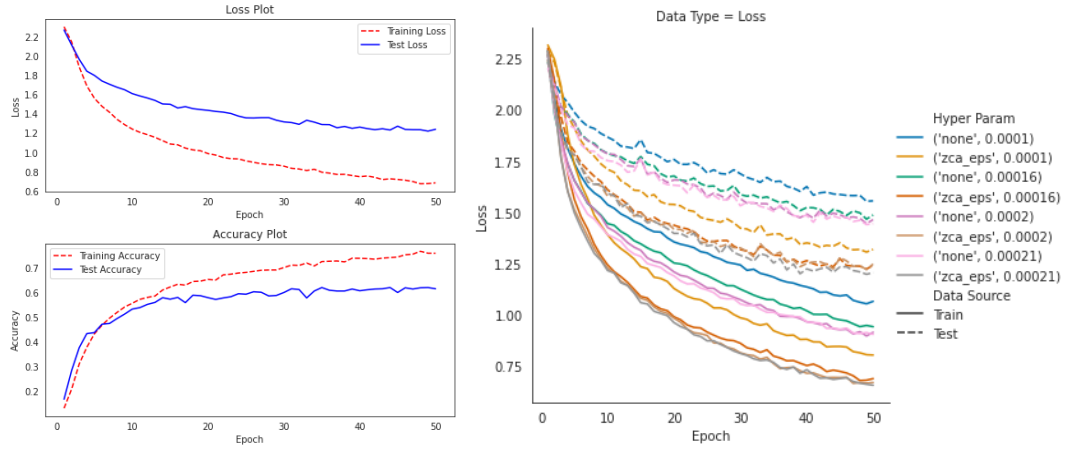 Loss Plot
2.2
2.0
1.8
1.6
1.4
1.2
1.0
0.8
0.6
Loss
Training Loss
Test Loss
0 10 20 30 40 50
Epoch
Accuracy Plot
0.7
0.6
0.5
0.4
0.3
0.2
Accuracy
Training Accuracy
Test Accuracy
0 10 20 30 40 50
Epoch
Data Type = Loss
2.25
2.00
1.75
1.50
1.25
1.00
0.75
Loss
0 10 20 30 40 50
Epoch
Hyper Param
('none', 0.0001)
('zca_eps', 0.0001)
('none', 0.00016)
('zca_eps', 0.00016)
('none', 0.0002)
('zca_eps', 0.0002)
('none', 0.00021)
('zca_eps', 0.00021)
Data Source
Train
Test